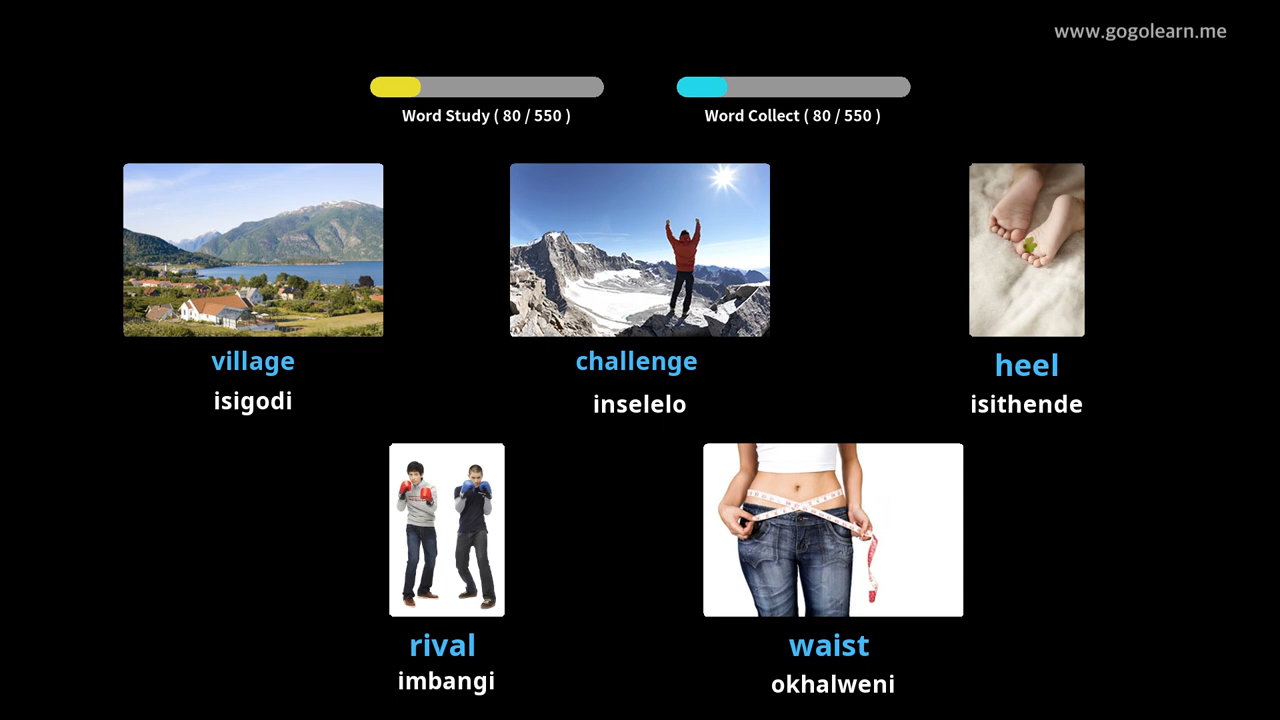 www.gogolearn.me
Word Study ( 80 / 550 )
Word Collect ( 80 / 550 )
village
isigodi
challenge
inselelo
heel
isithende
rival
imbangi
waist
okhalweni